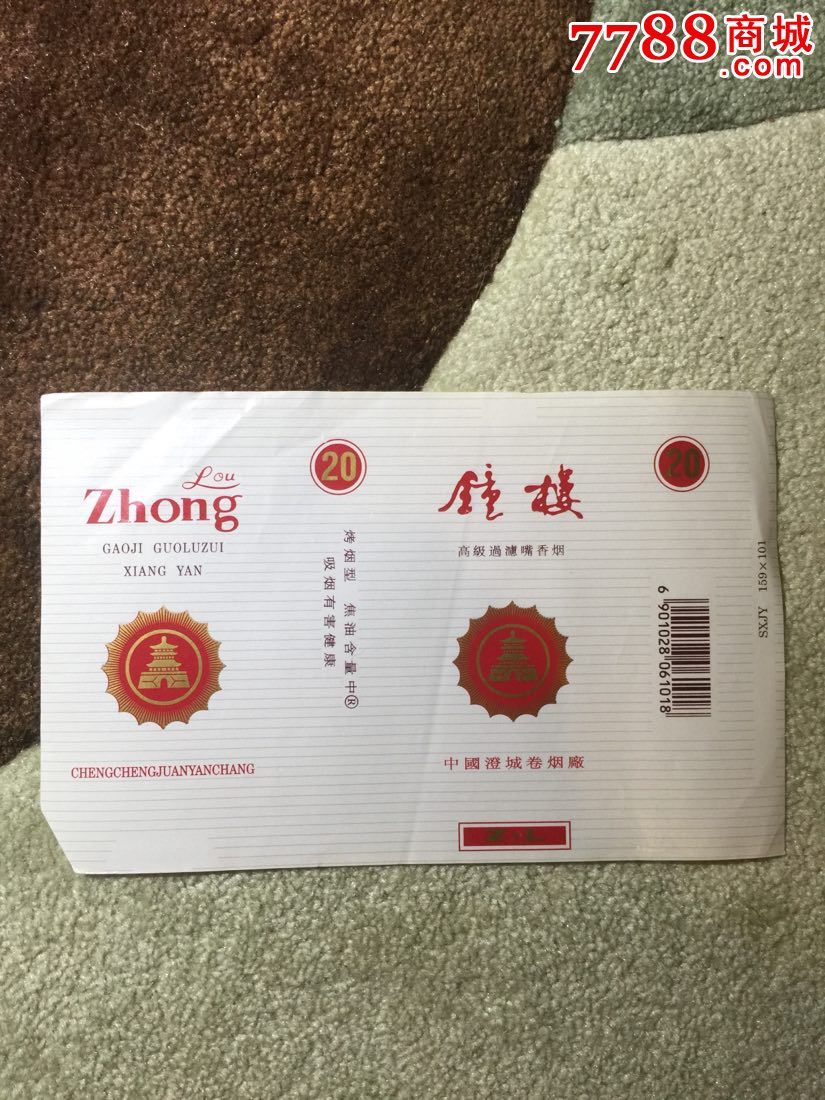 7788商城
.com
Lou
Zhong
GAOJI GUOLUZUI
XIANG YAN
CHENGCHENGJUANYANCHANG
20
烤烟型 焦油含量中®
吸烟有害健康
鐘樓
高級過濾嘴香烟
中國澄城卷烟廠
20
6 901028 061018
SXJY 159×101